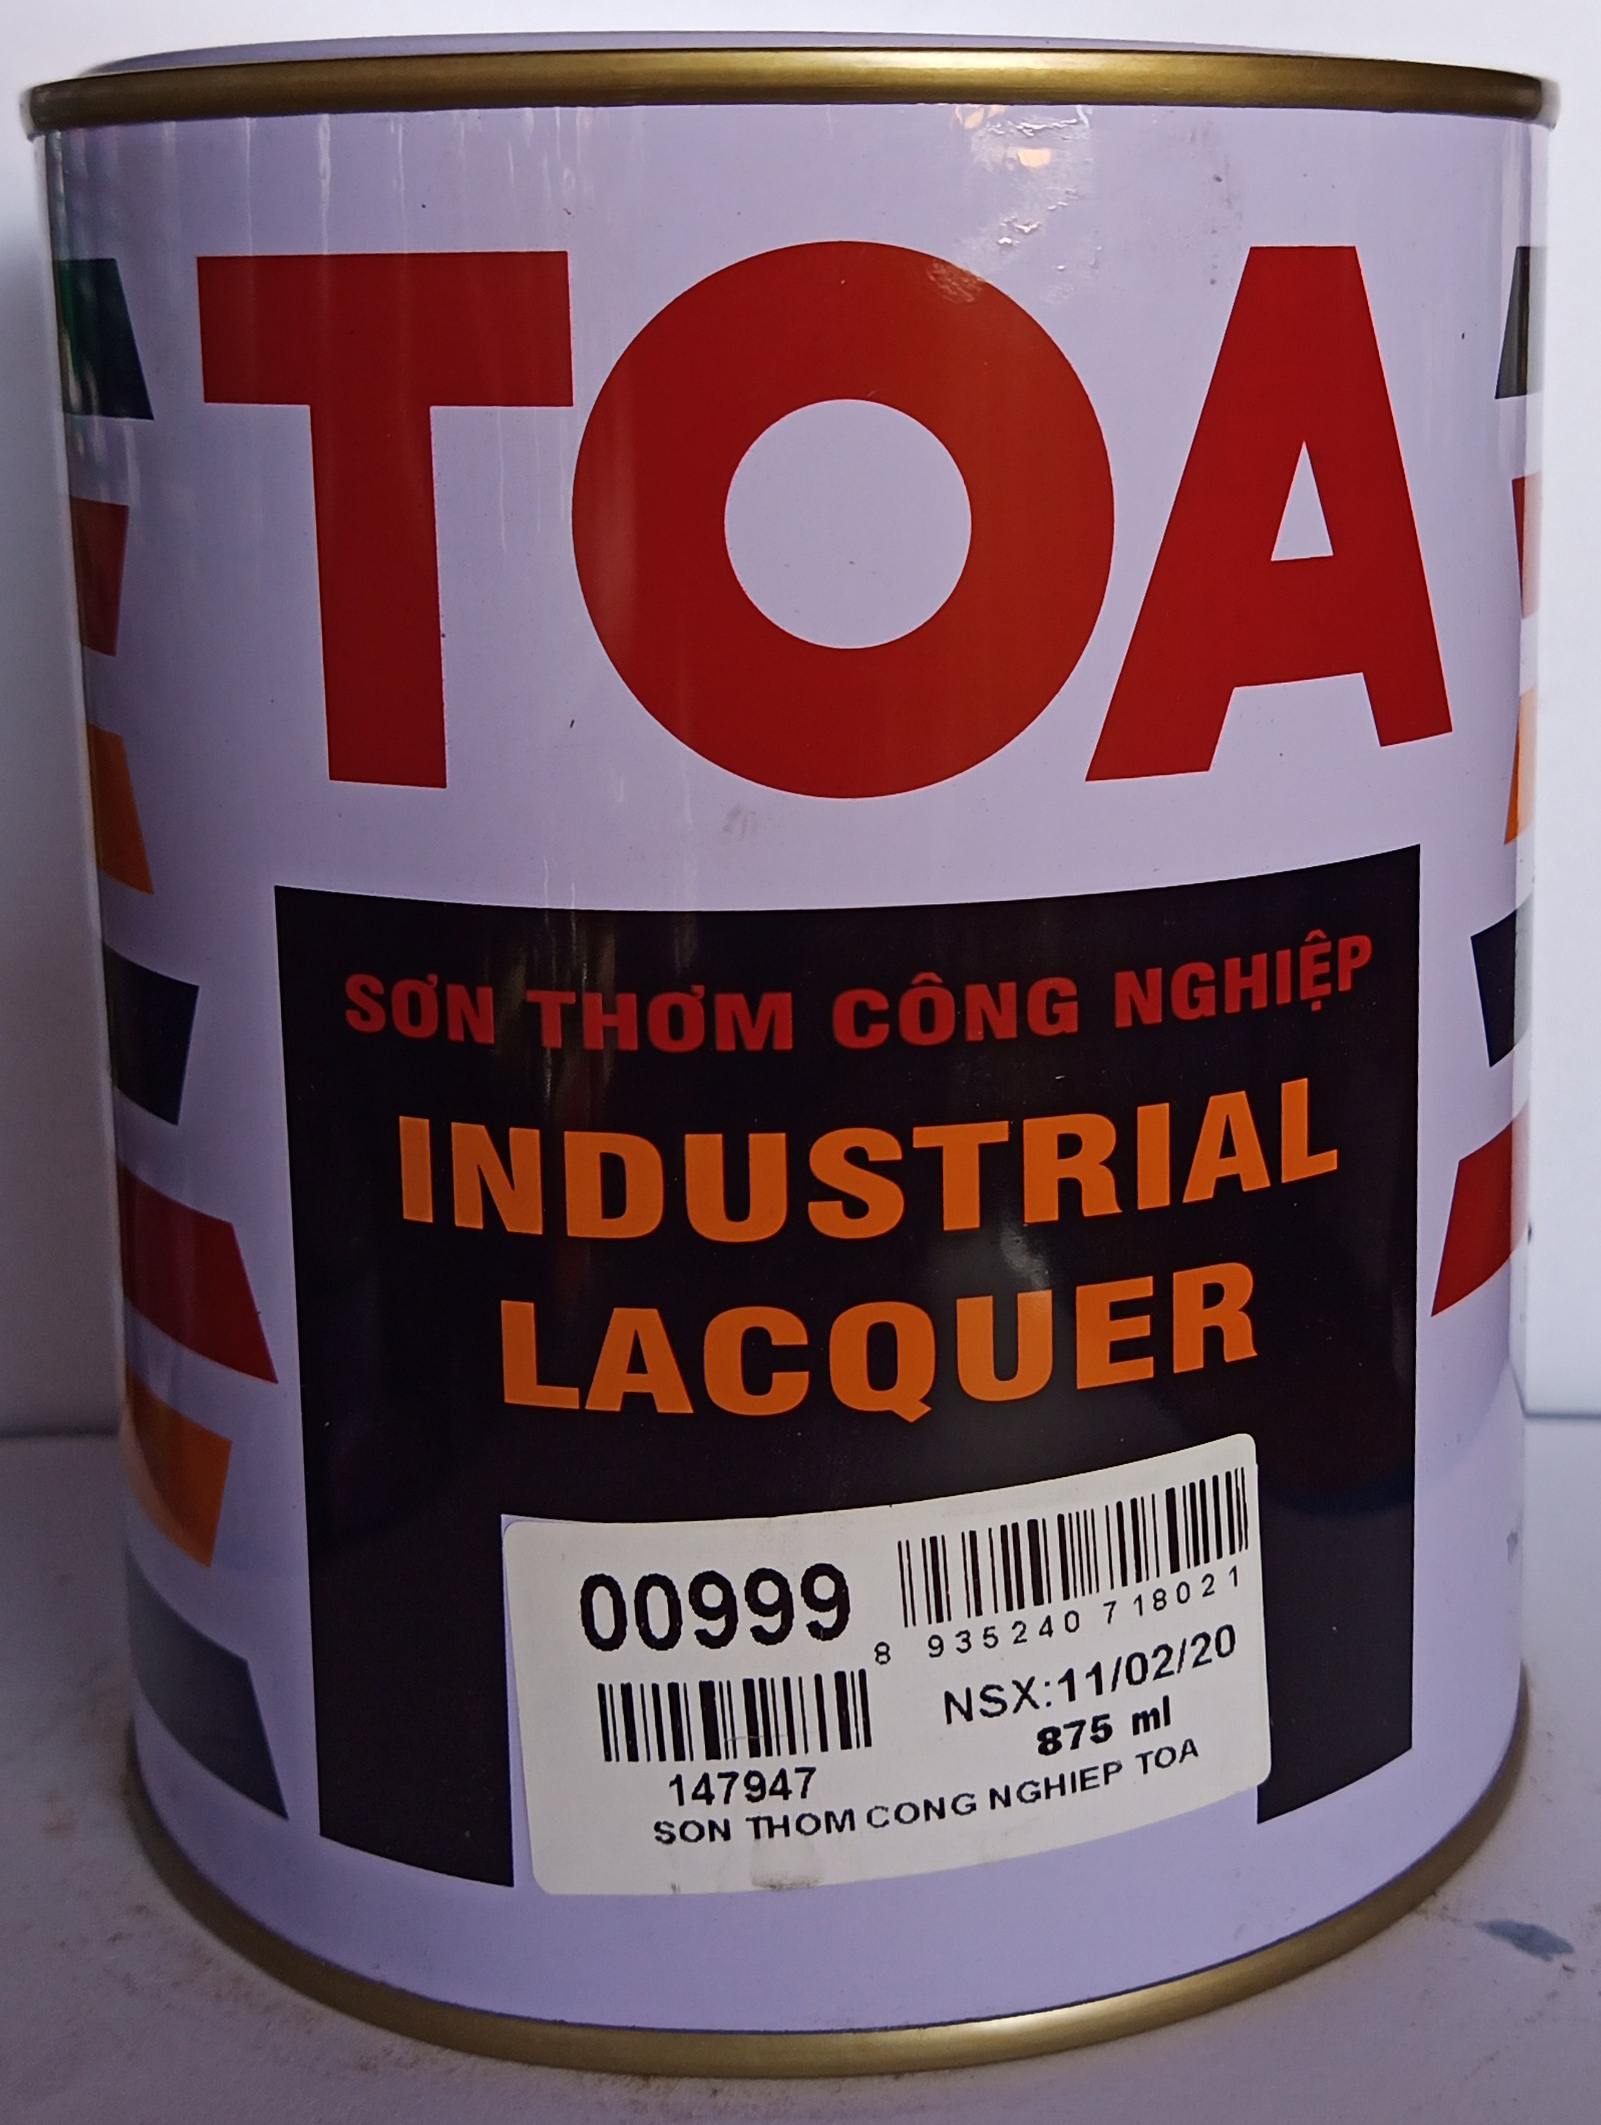 TOA
SƠN THƠM CÔNG NGHIỆP
INDUSTRIAL
LACQUER
00999
8 935240 718021
NSX:11/02/20
875 ml
147947
SON THOM CONG NGHIEP TOA